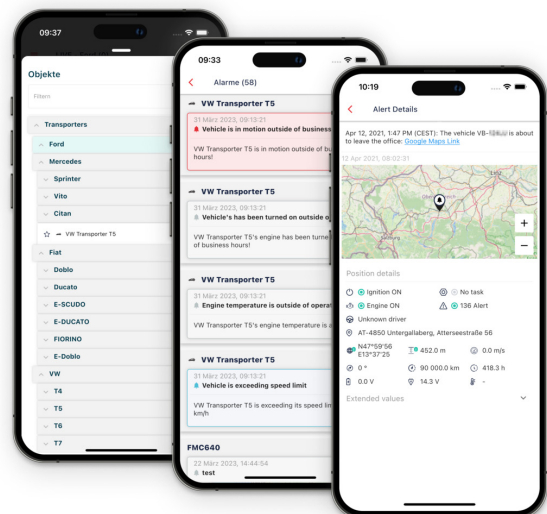 09:37
Objekte
Filtern
Transporters
Ford
Mercedes
Sprinter
Vito
Citan
VW Transporter T5
Fiat
Doblo
Ducato
E-SCUDO
E-DUCATO
FIORINO
E-Doblo
VW
T4
T5
T6
T7
09:33
Alarme (58)
VW Transporter T5
31 März 2023, 09:13:21
Vehicle is in motion outside of business
VW Transporter T5 is in motion outside of bu
hours!
VW Transporter T5
31 März 2023, 09:13:21
Vehicle's has been turned on outside o
VW Transporter T5's engine has been turne
of business hours!
VW Transporter T5
31 März 2023, 09:13:21
Engine temperature is outside of operat
VW Transporter T5's engine temperature is a
VW Transporter T5
31 März 2023, 09:13:21
Vehicle is exceeding speed limit
VW Transporter T5 is exceeding its speed lim
km/h
FMC640
22 März 2023, 14:44:54
test
10:19
Alert Details
Apr 12, 2021, 1:47 PM (CEST): The vehicle VB- is about
to leave the office: Google Maps Link
12 Apr 2021, 08:02:31
Linz
Salzburg
+
−
Position details
Ignition ON
No task
Engine ON
136 Alert
Unknown driver
AT-4850 Untergallaberg, Atterseestraße 56
N47°59'56
E13°37'25
452.0 m
0.0 m/s
0 °
90 000.0 km
418.3 h
0.0 V
14.3 V
-
Extended values